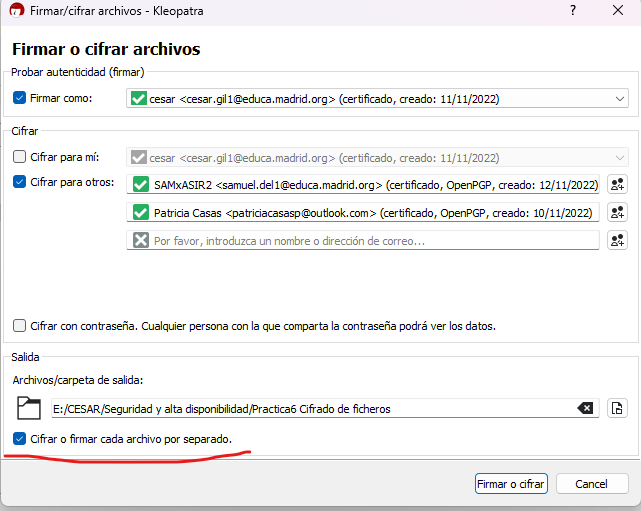 Firmar/cifrar archivos - Kleopatra
Firmar o cifrar archivos
Probar autenticidad (firmar)
Firmar como:
cesar <cesar.gil1@educa.madrid.org> (certificado, creado: 11/11/2022)
Cifrar
Cifrar para mí:
cesar <cesar.gil1@educa.madrid.org> (certificado, creado: 11/11/2022)
Cifrar para otros:
SAMxASIR2 <samuel.del1@educa.madrid.org> (certificado, OpenPGP, creado: 12/11/2022)
Patricia Casas <patriciacasasp@outlook.com> (certificado, OpenPGP, creado: 10/11/2022)
Por favor, introduzca un nombre o dirección de correo...
Cifrar con contraseña. Cualquier persona con la que comparta la contraseña podrá ver los datos.
Salida
Archivos/carpeta de salida:
E:/CESAR/Seguridad y alta disponibilidad/Practica6 Cifrado de ficheros
Cifrar o firmar cada archivo por separado.
Firmar o cifrar
Cancel